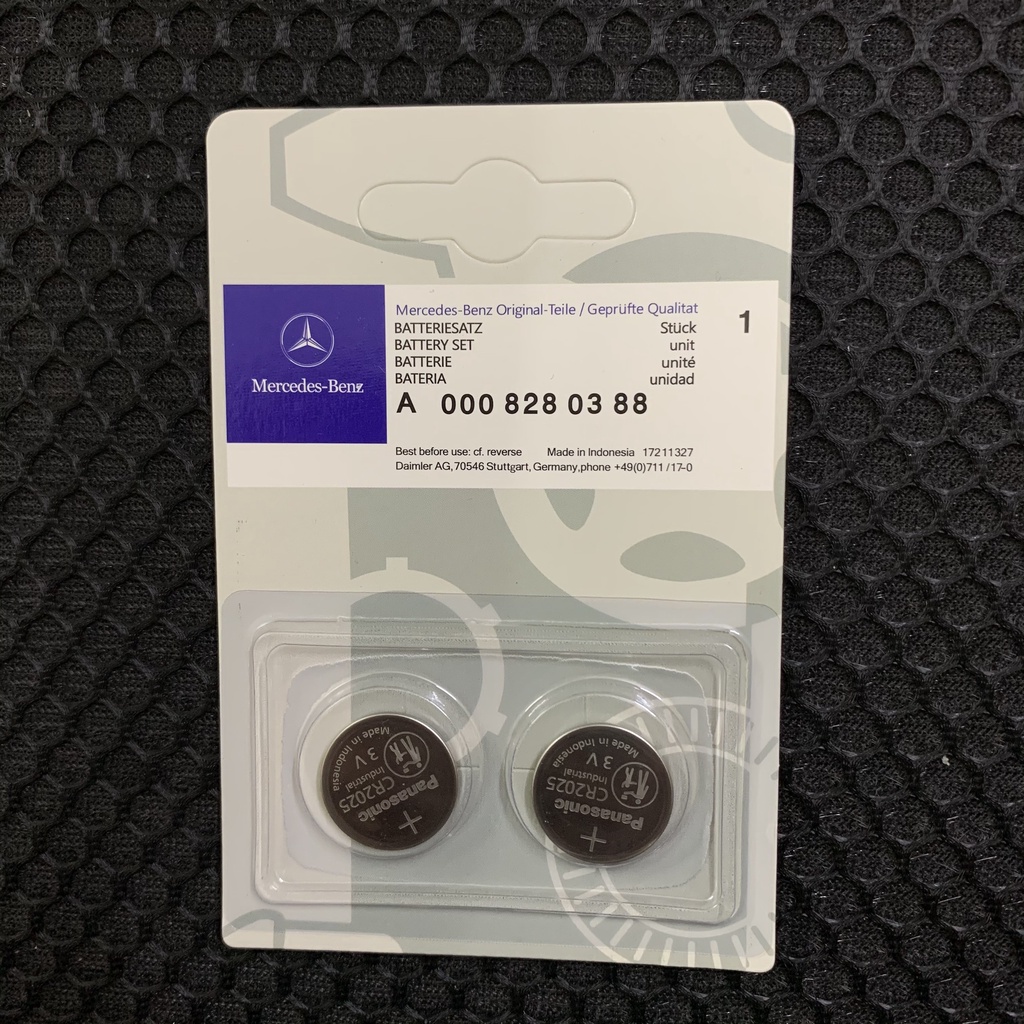 Mercedes-Benz Original-Teile / Geprüfte Qualitat
BATTERIESATZ Stück 1
BATTERY SET unit
BATTERIE unité
BATERIA unidad
A 000 828 03 88
Mercedes-Benz
Best before use: cf. reverse Made in Indonesia 17211327
Daimler AG,70546 Stuttgart, Germany,phone +49(0)711 /17-0
Panasonic
CR2025
Industrial
3V
Made in Indonesia
Panasonic
CR2025
Industrial
3V
Made in Indonesia